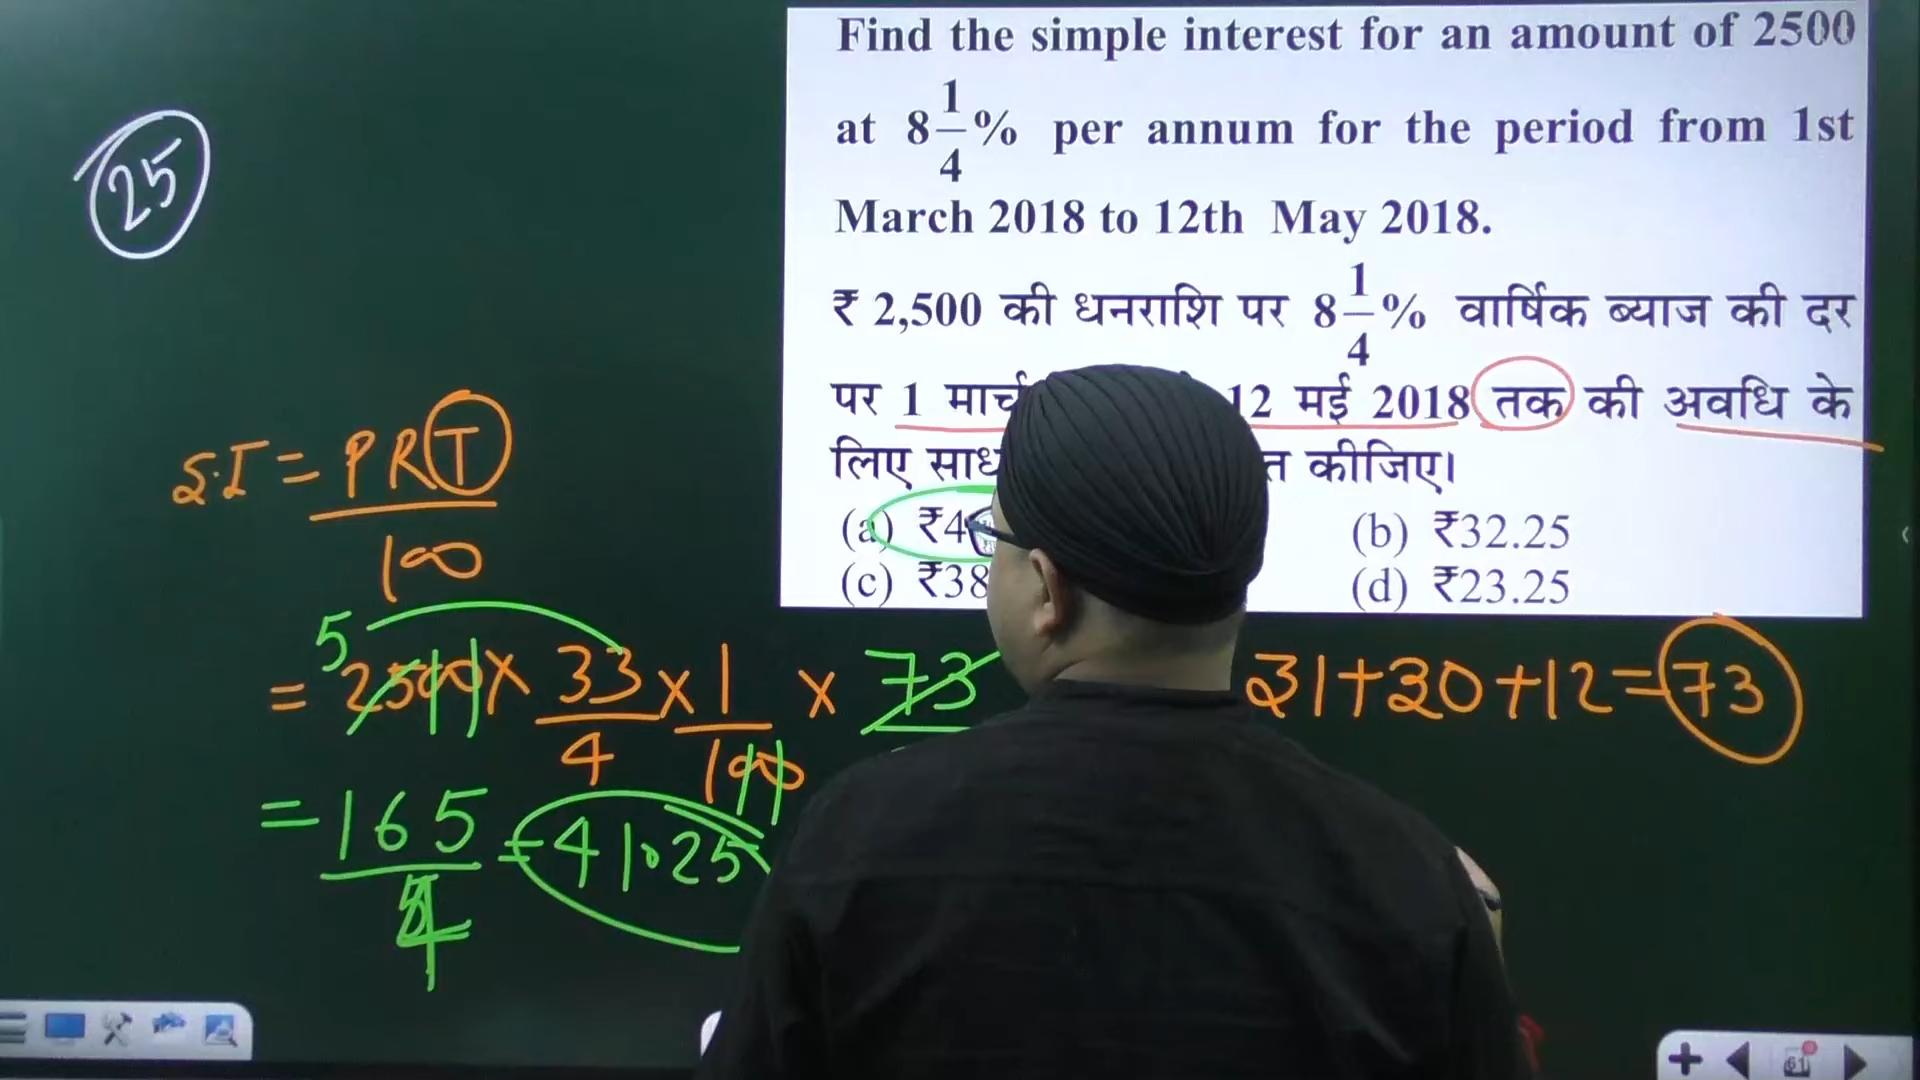 Find the simple interest for an amount of 2500
at 8 1/4 % per annum for the period from 1st
March 2018 to 12th May 2018.
₹ 2,500 की धनराशि पर 8 1/4 % वार्षिक ब्याज की दर
पर 1 मार्च 12 मई 2018 तक की अवधि के
लिए कीजिए।
(a) ₹4 (b) ₹32.25
(c) ₹38 (d) ₹23.25
25
S.I = PRT/100
5
= 2500 × 33/4 × 1/100 × 73
31+30+12=73
= 165/4 = 41.25
61